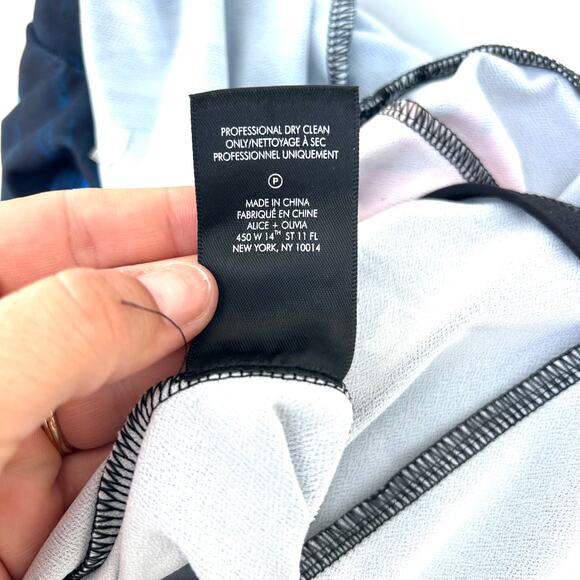 PROFESSIONAL DRY CLEAN
ONLY/NETTOYAGE À SEC
PROFESSIONNEL UNIQUEMENT
P
MADE IN CHINA
FABRIQUÉ EN CHINE
ALICE + OLIVIA
450 W 14TH ST 11 FL
NEW YORK, NY 10014